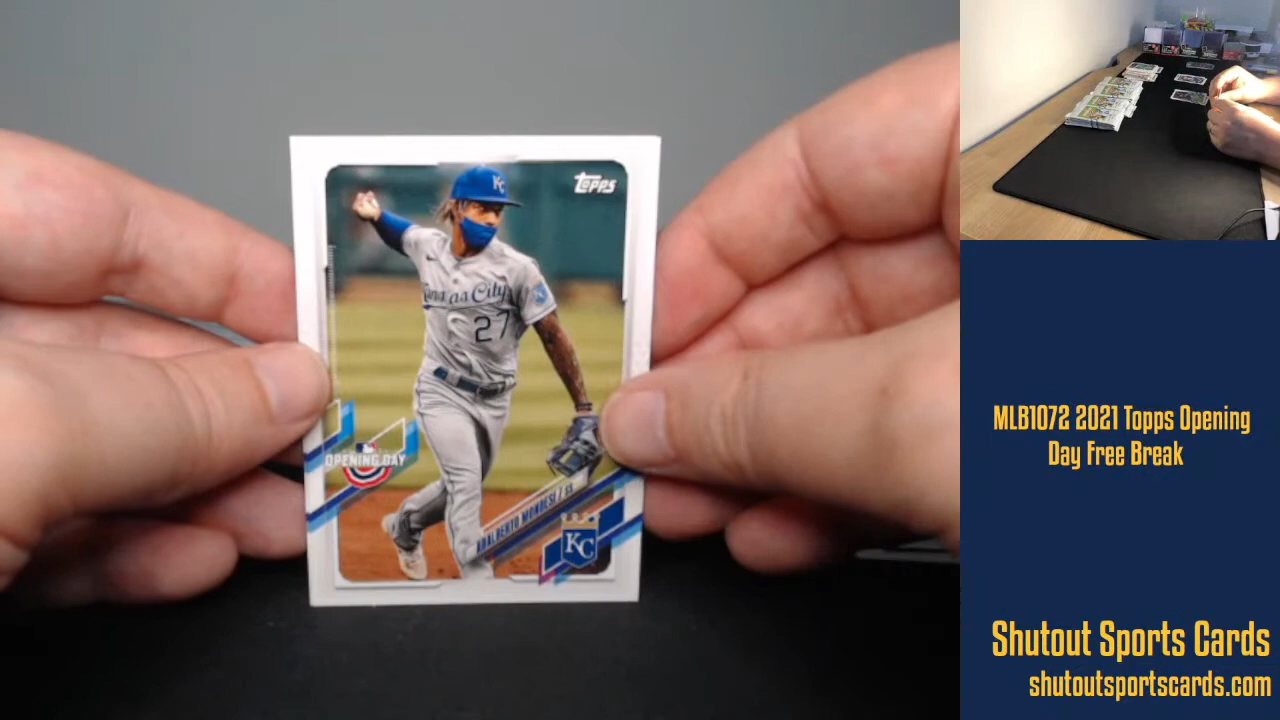 TOPPS
KC
Kansas City
27
OPENING DAY
ADALBERTO MONDESI / SS
KC
MLB1072 2021 Topps Opening
Day Free Break
Shutout Sports Cards
shutoutsportscards.com